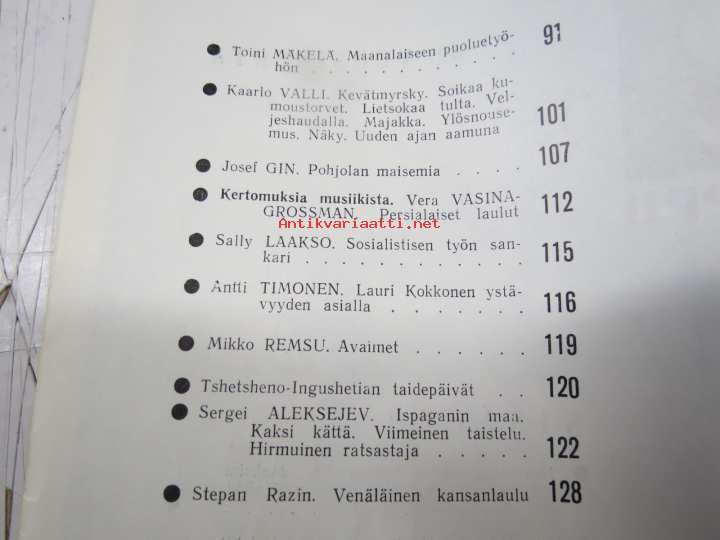 Toini MÄKELÄ. Maanalaiseen puoluetyö-
hön . . . . . . . . . . . 91
Kaarlo VALLI. Kevätmyrsky. Soikaa ku-
moustorvet. Lietsokaa tulta. Vel-
jeshaudalla. Majakka. Ylösnouse-
mus. Näky. Uuden ajan aamuna 101
Josef GIN. Pohjolan maisemia . . . . 107
Kertomuksia musiikista. Vera VASINA-
GROSSMAN. Persialaiset laulut 112
Antikvariaatti.net
Sally LAAKSO. Sosialistisen työn san-
kari . . . . . . . . . . . 115
Antti TIMONEN. Lauri Kokkonen ystä-
vyyden asialla . . . . . . 116
Mikko REMSU. Avaimet . . . . . . 119
Tshetsheno-Ingushetian taidepäivät . . 120
Sergei ALEKSEJEV. Ispaganin maa.
Kaksi kättä. Viimeinen taistelu.
Hirmuinen ratsastaja . . . . . 122
Stepan Razin. Venäläinen kansanlaulu 128